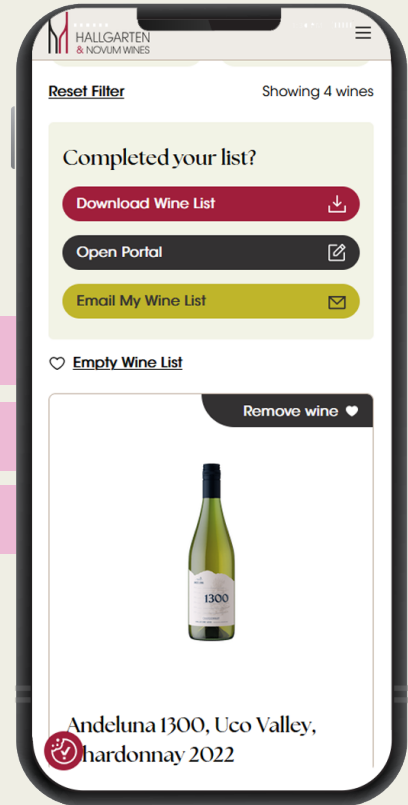 HALLGARTEN
& NOVUM WINES
Reset Filter
Showing 4 wines
Completed your list?
Download Wine List
Open Portal
Email My Wine List
Empty Wine List
Remove wine
1300
Andeluna 1300, Uco Valley,
hardonnay 2022